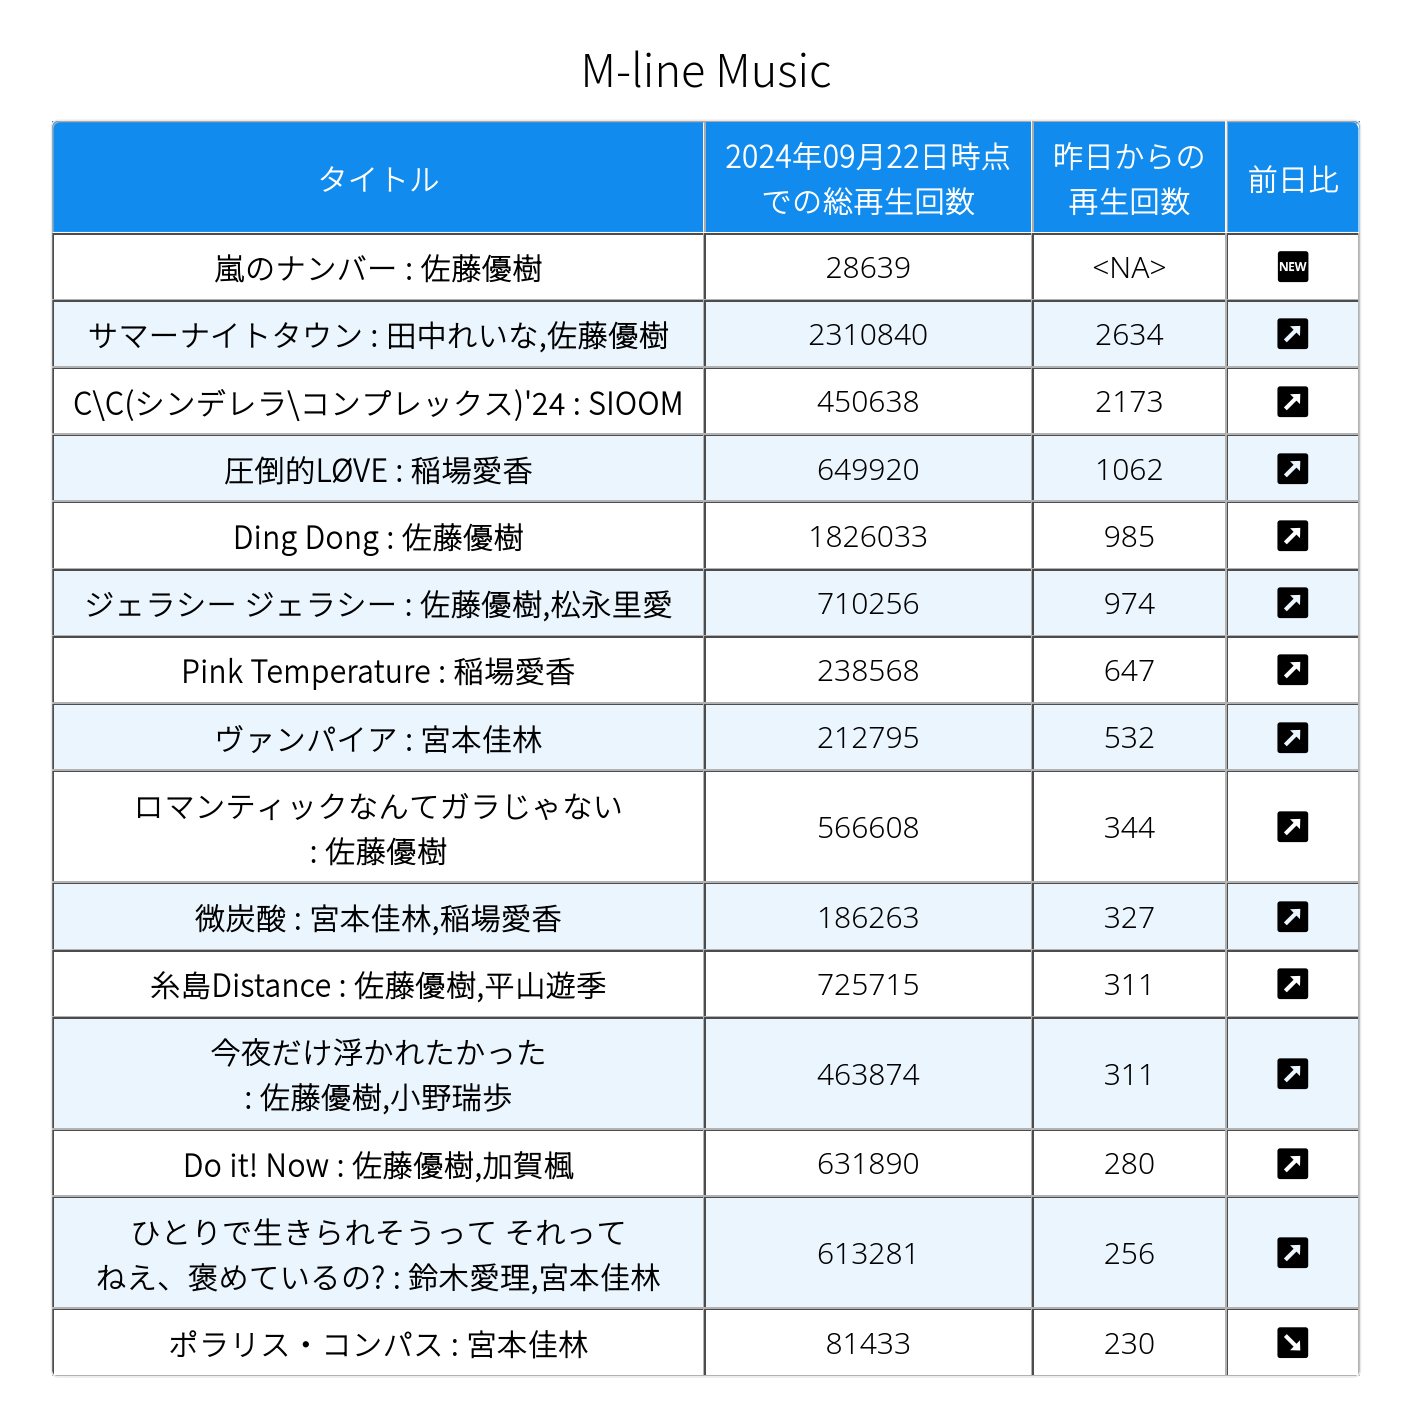 M-line Music
タイトル
2024年09月22日時点
での総再生回数
昨日からの
再生回数
前日比
嵐のナンバー : 佐藤優樹 28639 <NA> NEW
サマーナイトタウン : 田中れいな,佐藤優樹 2310840 2634
C\C(シンデレラ\コンプレックス)'24 : SIOOM 450638 2173
圧倒的LØVE : 稲場愛香 649920 1062
Ding Dong : 佐藤優樹 1826033 985
ジェラシー ジェラシー : 佐藤優樹,松永里愛 710256 974
Pink Temperature : 稲場愛香 238568 647
ヴァンパイア : 宮本佳林 212795 532
ロマンティックなんてガラじゃない
: 佐藤優樹 566608 344
微炭酸 : 宮本佳林,稲場愛香 186263 327
糸島Distance : 佐藤優樹,平山遊季 725715 311
今夜だけ浮かれたかった
: 佐藤優樹,小野瑞歩 463874 311
Do it! Now : 佐藤優樹,加賀楓 631890 280
ひとりで生きられそうって それって
ねえ、褒めているの? : 鈴木愛理,宮本佳林 613281 256
ポラリス・コンパス : 宮本佳林 81433 230